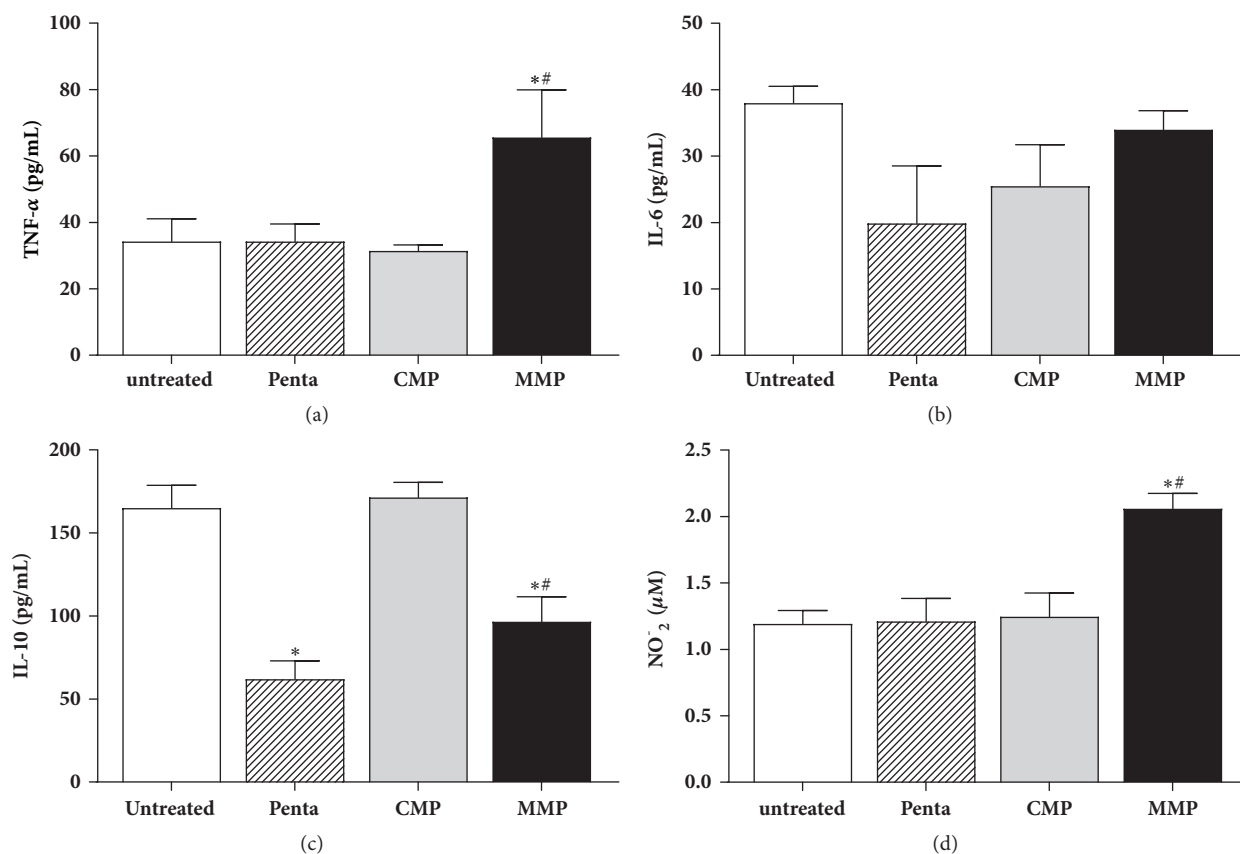 100
80
60
40
20
0
TNF-α (pg/mL)
*#
untreated Penta CMP MMP
(a)
50
40
30
20
10
0
IL-6 (pg/mL)
Untreated Penta CMP MMP
(b)
200
150
100
50
0
IL-10 (pg/mL)
*
*#
Untreated Penta CMP MMP
(c)
2.5
2.0
1.5
1.0
0.5
0.0
NO⁻₂ (μM)
*#
untreated Penta CMP MMP
(d)